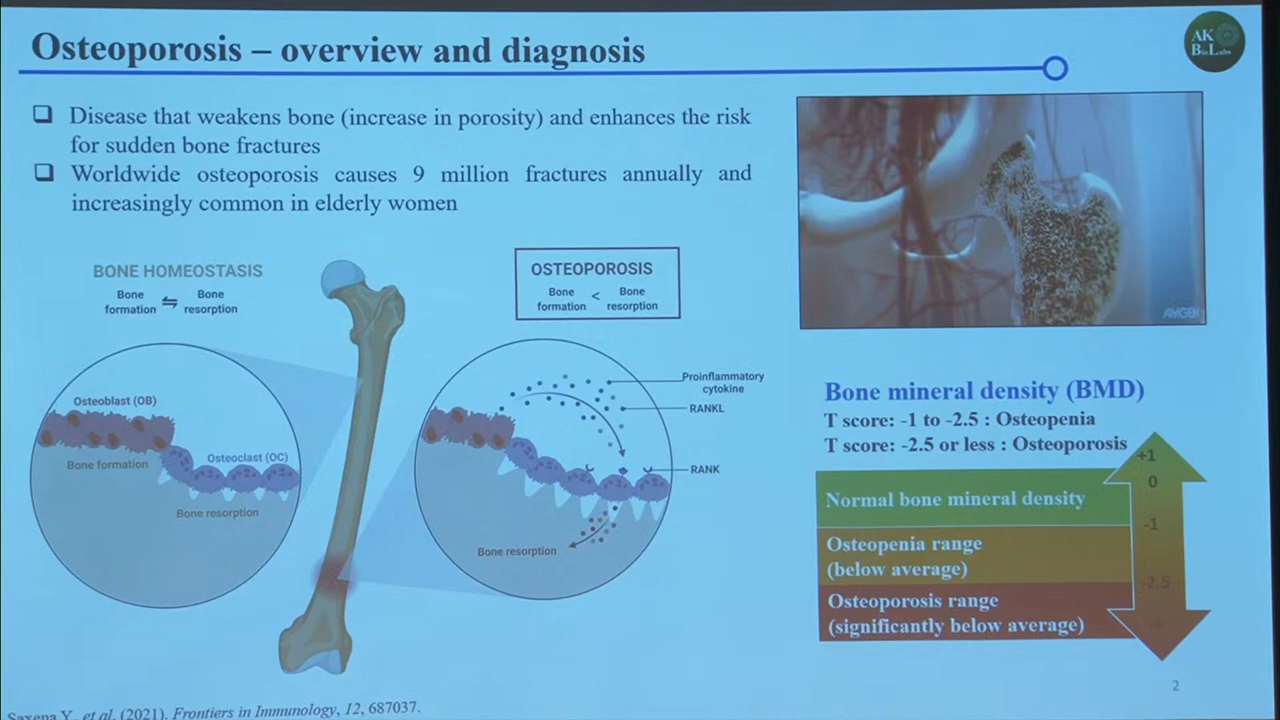 Osteoporosis – overview and diagnosis
AK
BioLabs
❑ Disease that weakens bone (increase in porosity) and enhances the risk
for sudden bone fractures
❑ Worldwide osteoporosis causes 9 million fractures annually and
increasingly common in elderly women
BONE HOMEOSTASIS
Bone formation ⇋ Bone resorption
Osteoblast (OB)
Bone formation
Osteoclast (OC)
Bone resorption
OSTEOPOROSIS
Bone formation < Bone resorption
Proinflammatory
cytokine
RANKL
RANK
Bone resorption
AMGEN
Bone mineral density (BMD)
T score: -1 to -2.5 : Osteopenia
T score: -2.5 or less : Osteoporosis
+1
0
Normal bone mineral density
-1
Osteopenia range
(below average)
-2.5
Osteoporosis range
(significantly below average)
2
Saxena Y., et al. (2021). Frontiers in Immunology, 12, 687037.